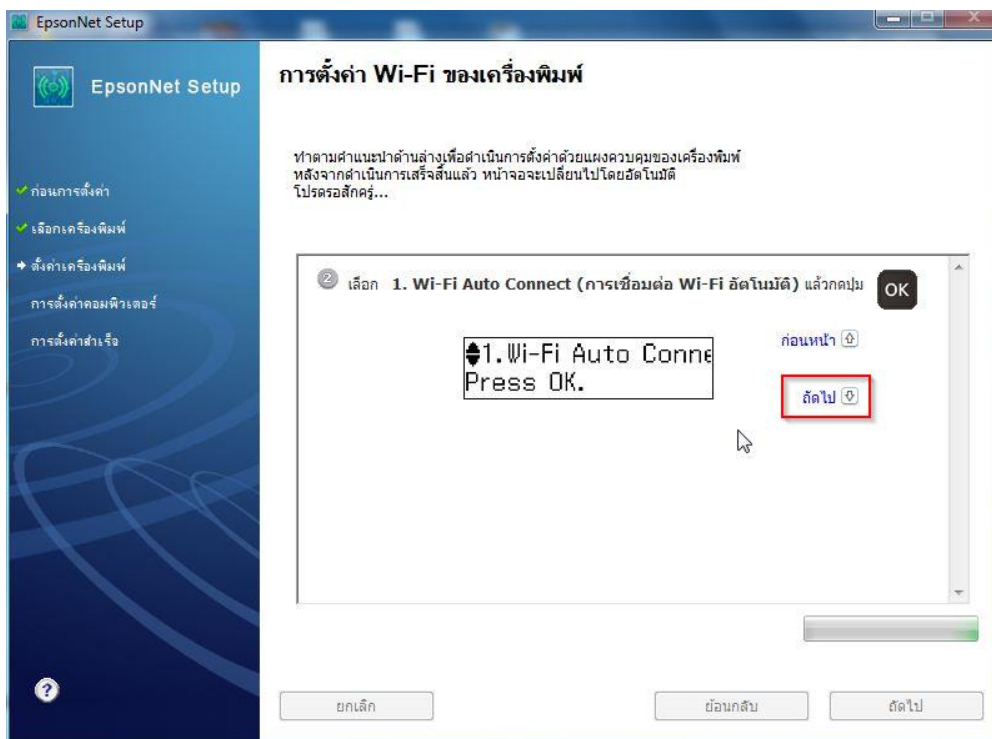 EpsonNet Setup
EpsonNet Setup
การตั้งค่า Wi-Fi ของเครื่องพิมพ์
ทำตามคำแนะนำด้านล่างเพื่อดำเนินการตั้งค่าด้วยแผงควบคุมของเครื่องพิมพ์
หลังจากดำเนินการเสร็จสิ้นแล้ว หน้าจอจะเปลี่ยนไปโดยอัตโนมัติ
โปรดรอสักครู่...
ก่อนการตั้งค่า
เลือกเครื่องพิมพ์
ตั้งค่าเครื่องพิมพ์
การตั้งค่าคอมพิวเตอร์
การตั้งค่าสำเร็จ
2 เลือก 1. Wi-Fi Auto Connect (การเชื่อมต่อ Wi-Fi อัตโนมัติ) แล้วกดปุ่ม OK
1.Wi-Fi Auto Conne
Press OK.
ก่อนหน้า
ถัดไป
?
ยกเลิก
ย้อนกลับ
ถัดไป